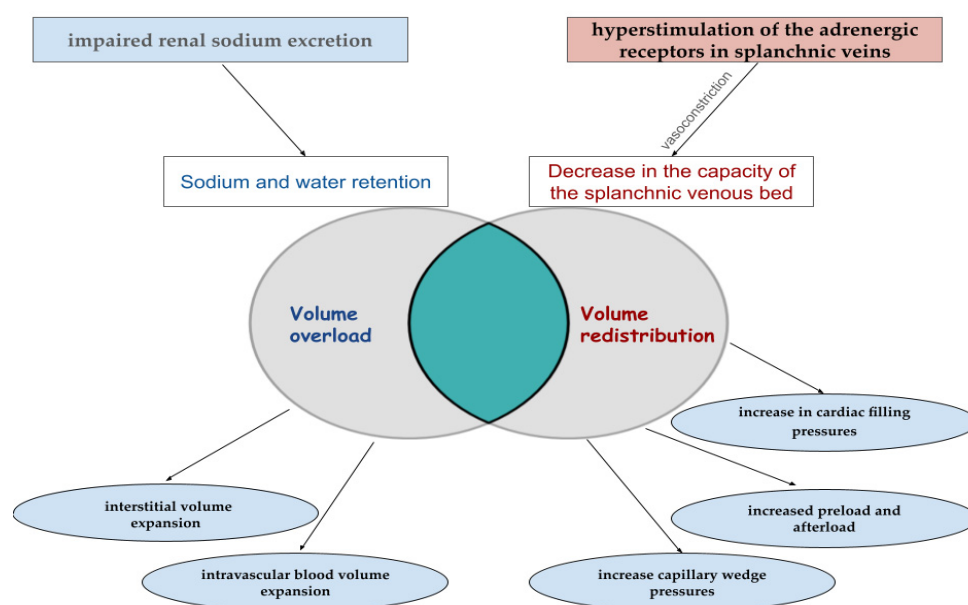 impaired renal sodium excretion
hyperstimulation of the adrenergic
receptors in splanchnic veins
vasoconstriction
Sodium and water retention
Decrease in the capacity of
the splanchnic venous bed
Volume
overload
Volume
redistribution
increase in cardiac filling
pressures
interstitial volume
expansion
increased preload and
afterload
intravascular blood volume
expansion
increase capillary wedge
pressures